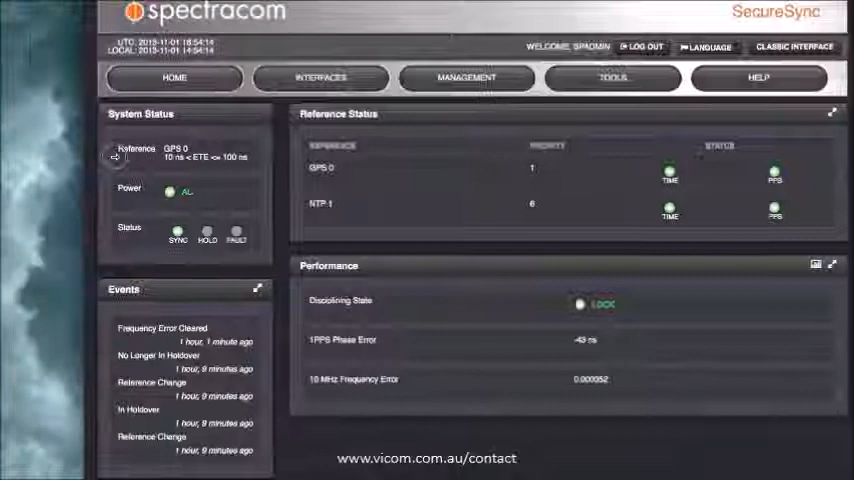 spectracom
SecureSync
UTC: 2013-11-01 18:54:14
LOCAL: 2013-11-01 14:54:14
WELCOME, SPADMIN
LOG OUT
LANGUAGE
CLASSIC INTERFACE
HOME
INTERFACES
MANAGEMENT
TOOLS
HELP
System Status
Reference
GPS 0
10 ns < ETE <= 100 ns
Power
AC
Status
SYNC
HOLD
FAULT
Events
Frequency Error Cleared
1 hour, 1 minute ago
No Longer In Holdover
1 hour, 9 minutes ago
Reference Change
1 hour, 9 minutes ago
In Holdover
1 hour, 9 minutes ago
Reference Change
1 hour, 9 minutes ago
Reference Status
REFERENCE
PRIORITY
STATUS
GPS 0
1
TIME
PPS
NTP 1
6
TIME
PPS
Performance
Disciplining State
LOCK
1PPS Phase Error
-43 ns
10 MHz Frequency Error
0.000052
www.vicom.com.au/contact